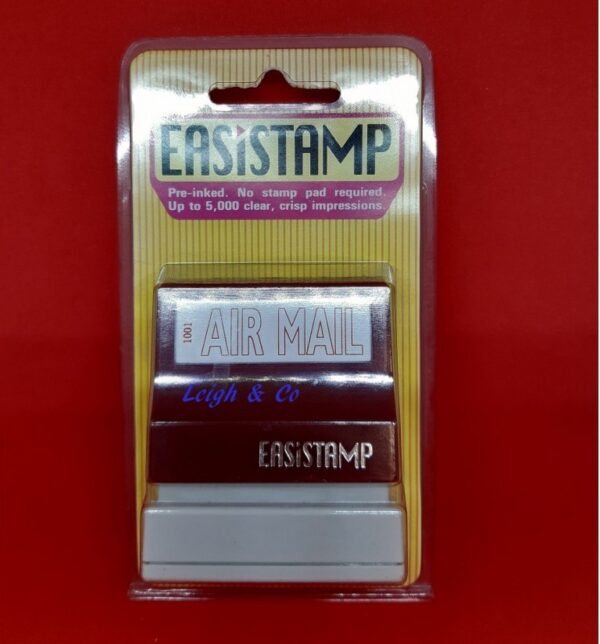 EASiSTAMP
Pre-inked. No stamp pad required.
Up to 5,000 clear, crisp impressions.
1001
AIR MAIL
Leigh & Co
EASiSTAMP